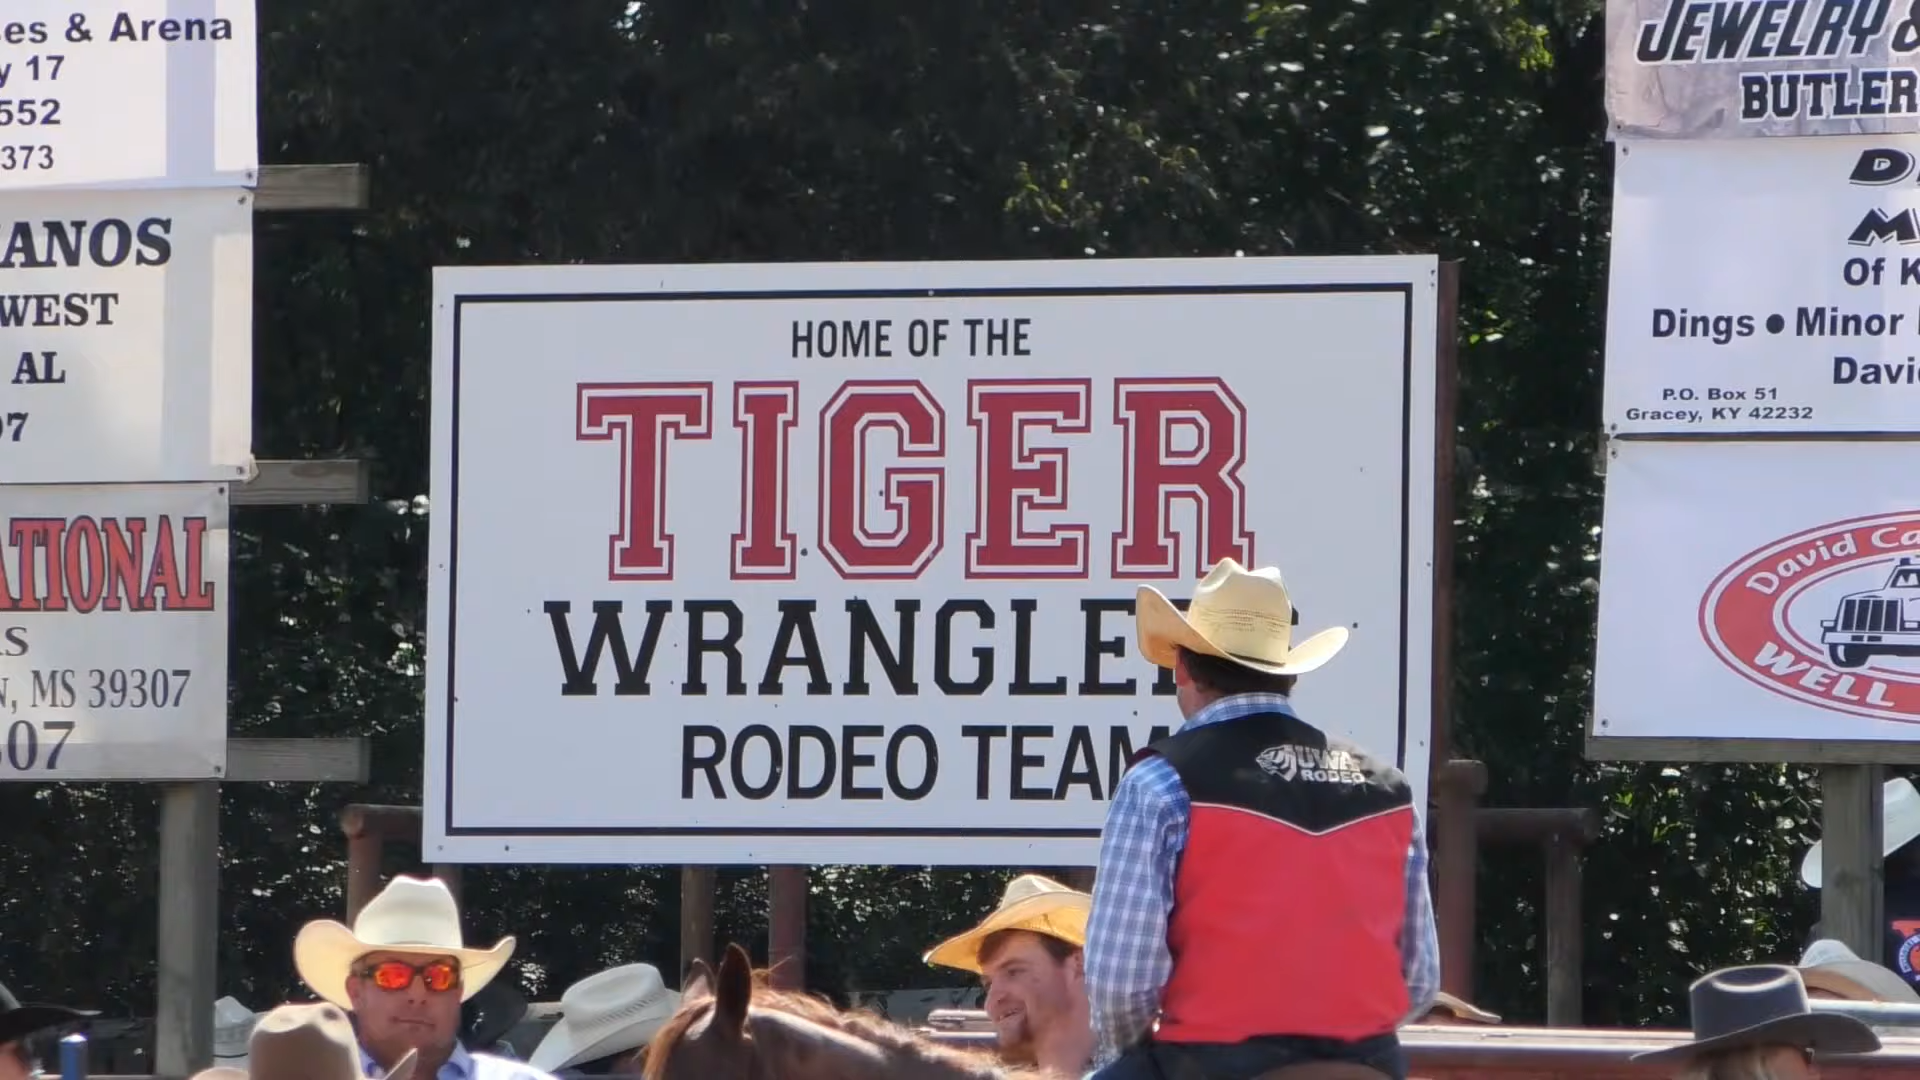 es & Arena
y 17
552
373
ANOS
WEST
AL
07
ATIONAL
S
N, MS 39307
607
HOME OF THE
TIGER
WRANGLE
RODEO TEAM
UWA
RODEO
JEWELRY &
BUTLER
Of K
Dings ● Minor
Davi
P.O. Box 51
Gracey, KY 42232
David Ca
WELL